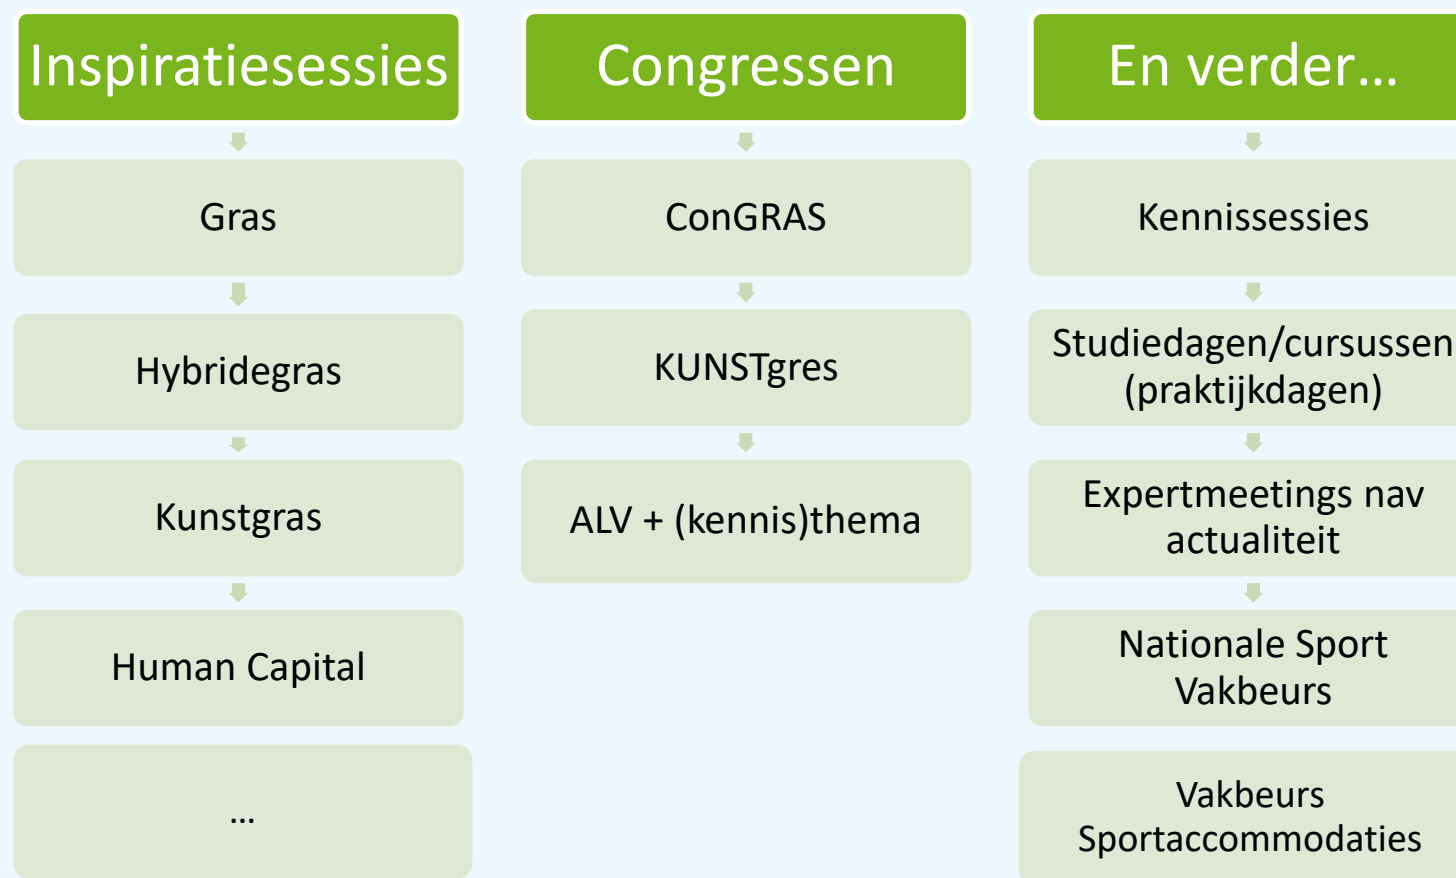 Inspiratiesessies
Gras
Hybridegras
Kunstgras
Human Capital
...
Congressen
ConGRAS
KUNSTgres
ALV + (kennis)thema
En verder...
Kennissessies
Studiedagen/cursussen
(praktijkdagen)
Expertmeetings nav
actualiteit
Nationale Sport
Vakbeurs
Vakbeurs
Sportaccommodaties